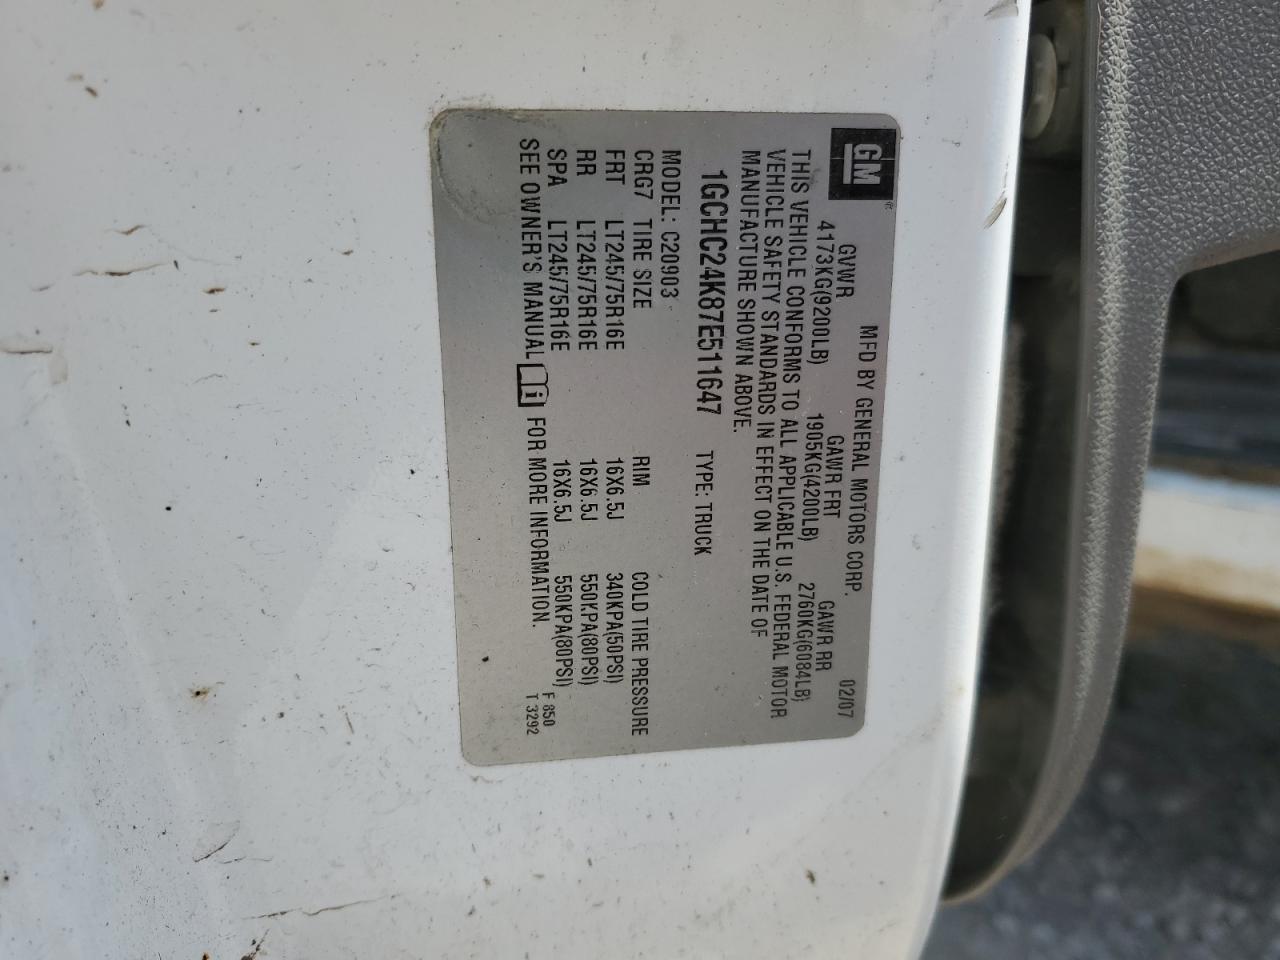 GM
MFD BY GENERAL MOTORS CORP. 02/07
GVWR GAWR FRT GAWR RR
4173KG(9200LB) 1905KG(4200LB) 2760KG(6084LB)
THIS VEHICLE CONFORMS TO ALL APPLICABLE U.S. FEDERAL MOTOR
VEHICLE SAFETY STANDARDS IN EFFECT ON THE DATE OF
MANUFACTURE SHOWN ABOVE.
1GCHC24K87E511647 TYPE: TRUCK
MODEL: C20903
CRG7 TIRE SIZE RIM COLD TIRE PRESSURE
FRT LT245/75R16E 16X6.5J 340KPA(50PSI)
RR LT245/75R16E 16X6.5J 550KPA(80PSI)
SPA LT245/75R16E 16X6.5J 550KPA(80PSI)
SEE OWNER'S MANUAL i FOR MORE INFORMATION.
F 850
T 3292